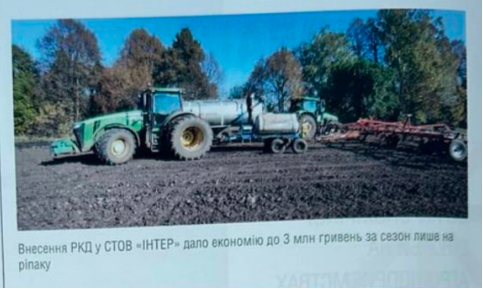 Внесення РКД у СТОВ «ІНТЕР» дало економію до 3 млн гривень за сезон лише на
ріпаку